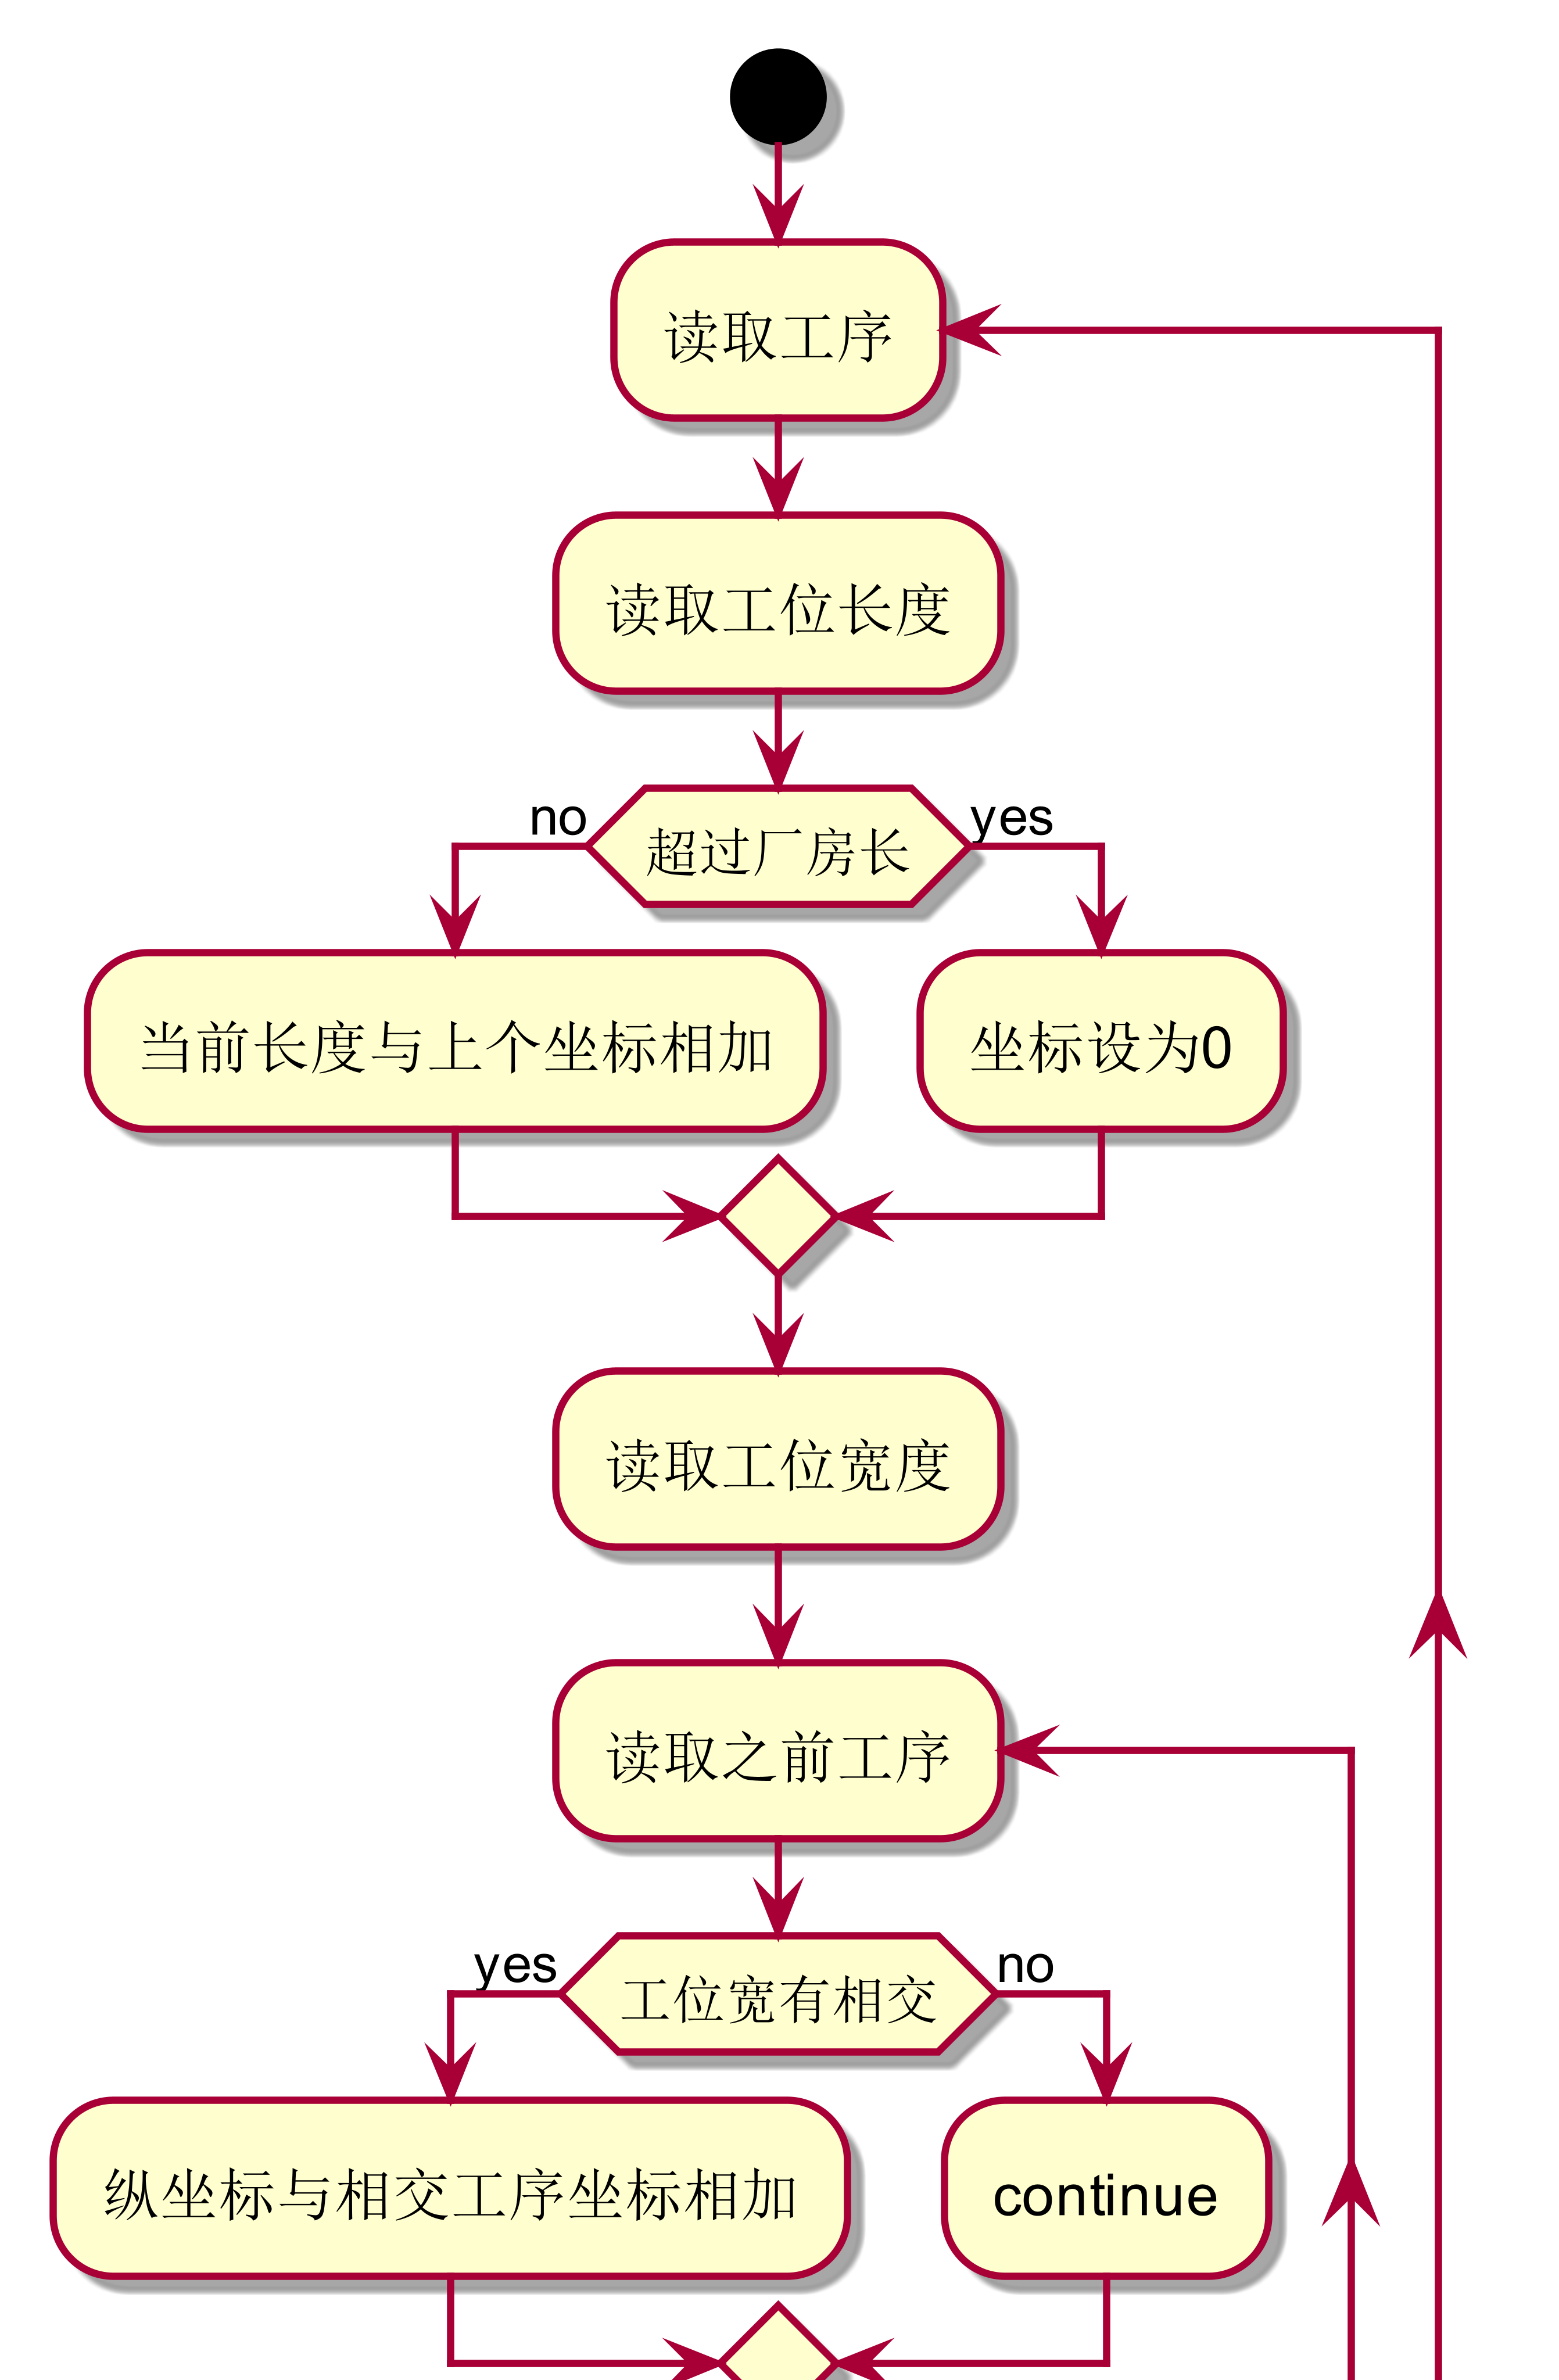 读取工序
读取工位长度
no
超过厂房长
yes
当前长度与上个坐标相加
坐标设为0
读取工位宽度
读取之前工序
yes
工位宽有相交
no
纵坐标与相交工序坐标相加
continue